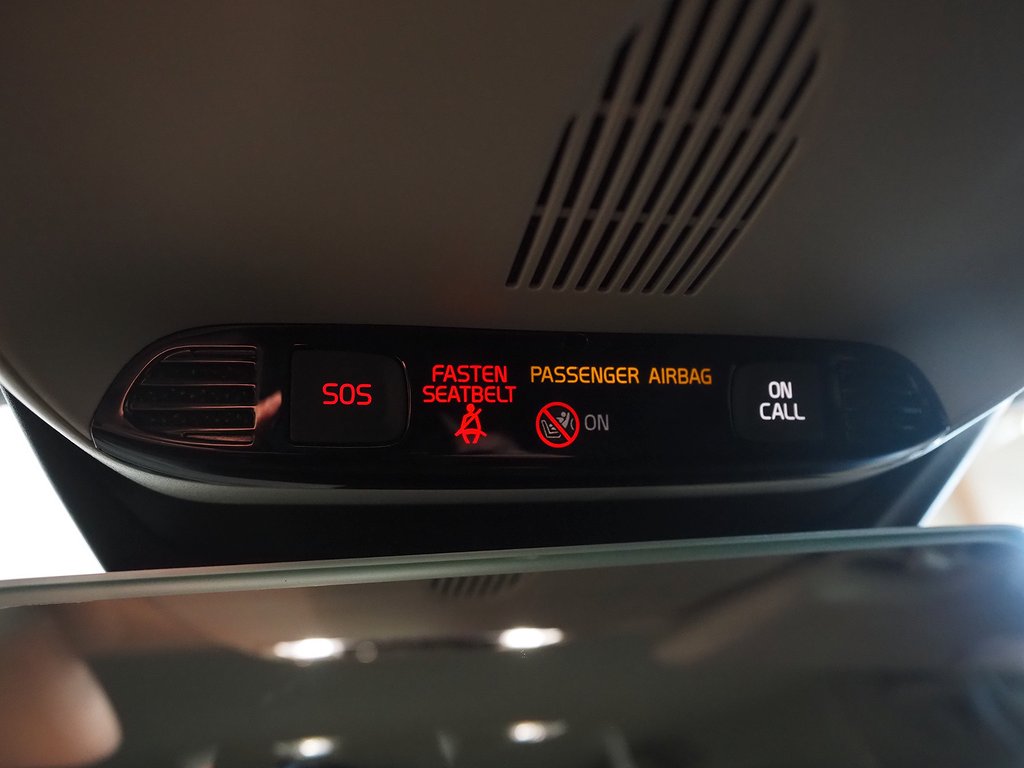 SOS
FASTEN
SEATBELT
PASSENGER AIRBAG
ON
ON
CALL